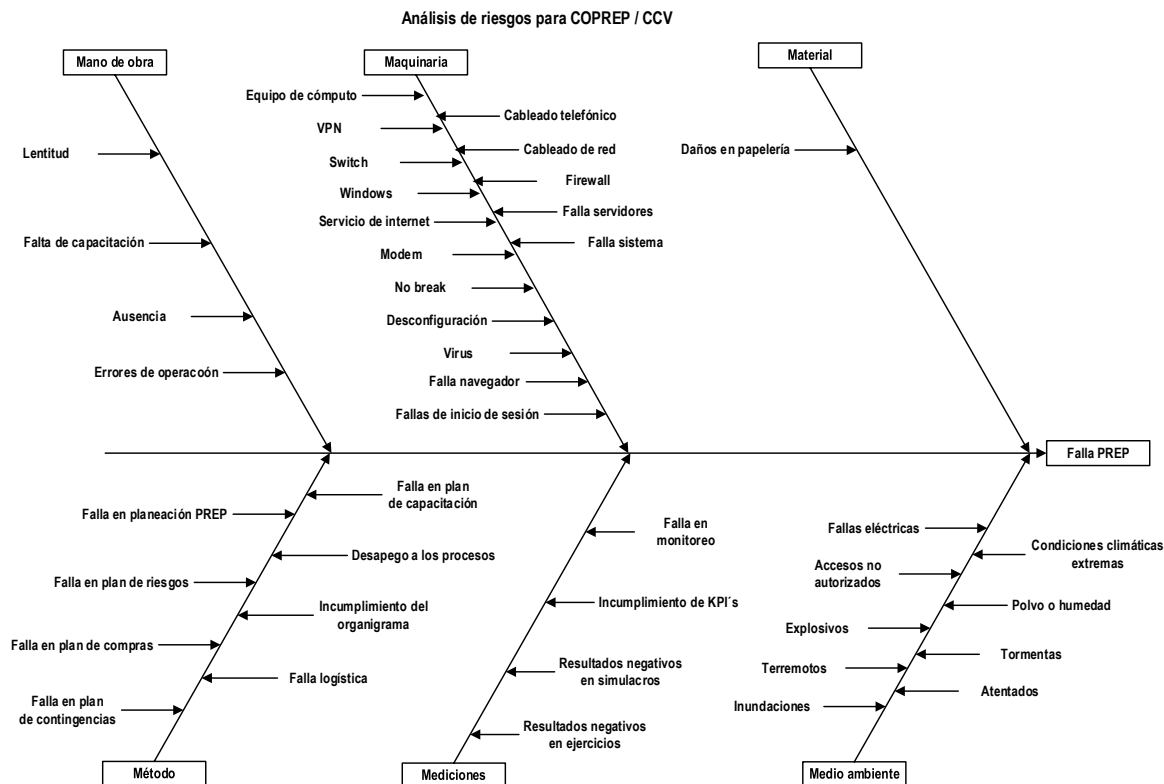 Análisis de riesgos para COPREP / CCV
Mano de obra
Maquinaria
Material
Lentitud
Falta de capacitación
Ausencia
Errores de operacoón
Equipo de cómputo
Cableado telefónico
VPN
Cableado de red
Switch
Firewall
Windows
Falla servidores
Servicio de internet
Falla sistema
Modem
No break
Desconfiguración
Virus
Falla navegador
Fallas de inicio de sesión
Daños en papelería
Falla PREP
Falla en plan
de capacitación
Falla en planeación PREP
Desapego a los procesos
Falla en plan de riesgos
Incumplimiento del
organigrama
Falla en plan de compras
Falla logística
Falla en plan
de contingencias
Falla en
monitoreo
Incumplimiento de KPI´s
Resultados negativos
en simulacros
Resultados negativos
en ejercicios
Fallas eléctricas
Condiciones climáticas
extremas
Accesos no
autorizados
Polvo o humedad
Explosivos
Tormentas
Terremotos
Atentados
Inundaciones
Método
Mediciones
Medio ambiente